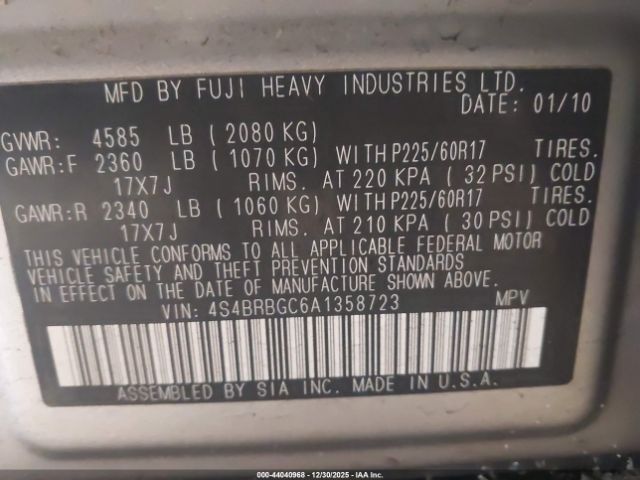 MFD BY FUJI HEAVY INDUSTRIES LTD.
DATE: 01/10
GVWR: 4585 LB ( 2080 KG)
GAWR:F 2360 LB ( 1070 KG) WITH P225/60R17 TIRES.
17X7J RIMS. AT 220 KPA ( 32 PSI) COLD
GAWR:R 2340 LB ( 1060 KG) WITH P225/60R17 TIRES.
17X7J RIMS. AT 210 KPA ( 30 PSI) COLD
THIS VEHICLE CONFORMS TO ALL APPLICABLE FEDERAL MOTOR
VEHICLE SAFETY AND THEFT PREVENTION STANDARDS
IN EFFECT ON THE DATE OF MANUFACTURE SHOWN ABOVE.
VIN: 4S4BRBGC6A1358723 MPV
ASSEMBLED BY SIA INC. MADE IN U.S.A.
000-44040968 - 12/30/2025 - IAA Inc.